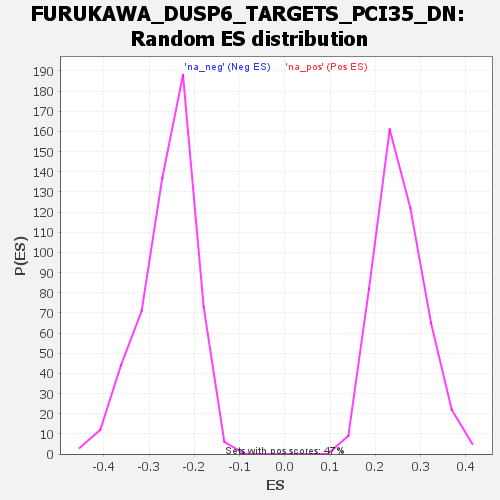 FURUKAWA_DUSP6_TARGETS_PCI35_DN:
Random ES distribution
'na_neg' (Neg ES) 'na_pos' (Pos ES)
P(ES)
190
180
170
160
150
140
130
120
110
100
90
80
70
60
50
40
30
20
10
0
Sets with pos scores: 47%
-0.4 -0.3 -0.2 -0.1 0.0 0.1 0.2 0.3 0.4
ES